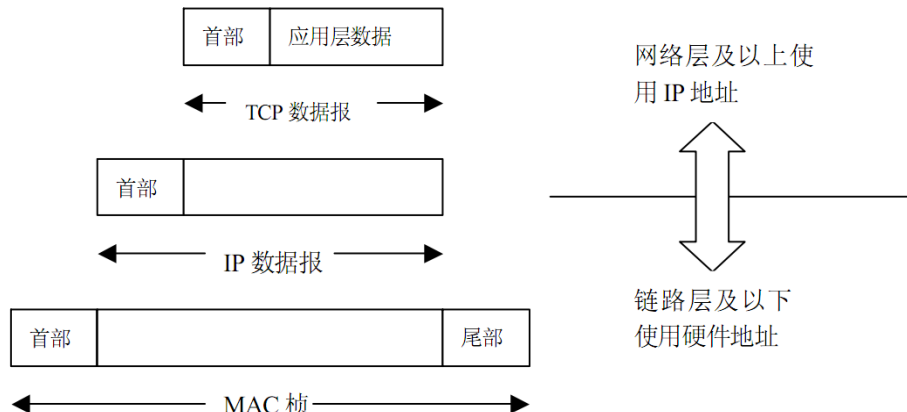 首部 应用层数据
TCP 数据报
首部
IP 数据报
首部 尾部
MAC 桢
网络层及以上使
用 IP 地址
链路层及以下
使用硬件地址